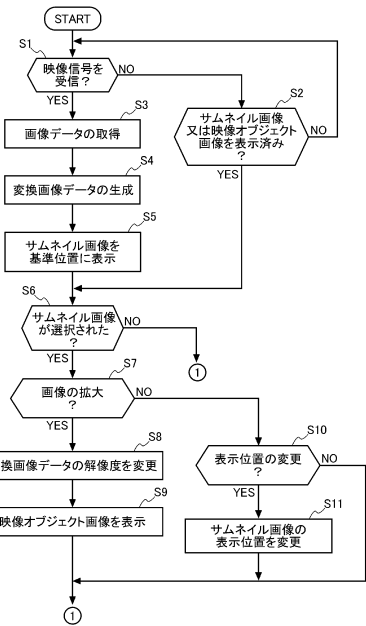 START
S1
映像信号を
受信?
NO
YES
S2
サムネイル画像
又は映像オブジェクト
画像を表示済み
?
NO
YES
S3
画像データの取得
S4
変換画像データの生成
S5
サムネイル画像を
基準位置に表示
S6
サムネイル画像
が選択された
?
NO
1
YES
S7
画像の拡大
?
NO
YES
S8
換画像データの解像度を変更
S9
映像オブジェクト画像を表示
S10
表示位置の変更
?
NO
YES
S11
サムネイル画像の
表示位置を変更
1